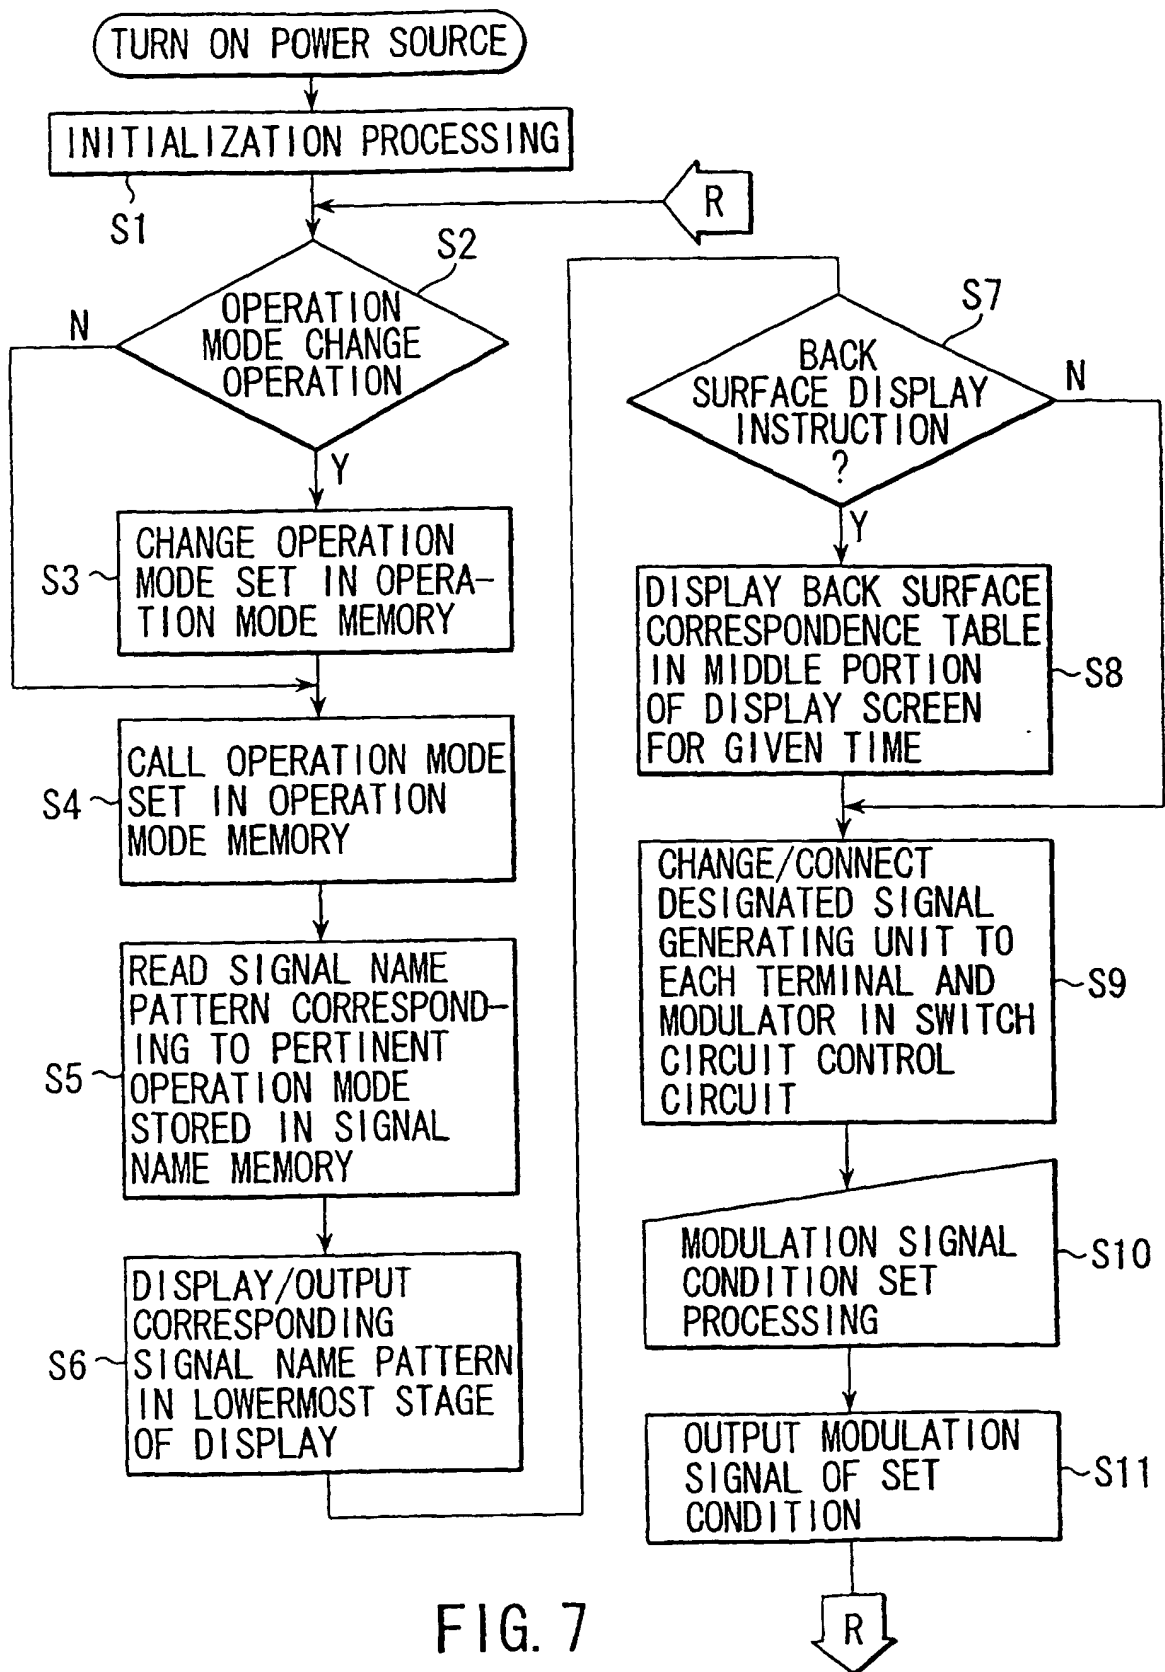 TURN ON POWER SOURCE
INITIALIZATION PROCESSING
S1
R
S2
OPERATION
MODE CHANGE
OPERATION
N
Y
S3
CHANGE OPERATION
MODE SET IN OPERA-
TION MODE MEMORY
S4
CALL OPERATION MODE
SET IN OPERATION
MODE MEMORY
S5
READ SIGNAL NAME
PATTERN CORRESPOND-
ING TO PERTINENT
OPERATION MODE
STORED IN SIGNAL
NAME MEMORY
S6
DISPLAY/OUTPUT
CORRESPONDING
SIGNAL NAME PATTERN
IN LOWERMOST STAGE
OF DISPLAY
S7
BACK
SURFACE DISPLAY
INSTRUCTION
?
N
Y
DISPLAY BACK SURFACE
CORRESPONDENCE TABLE
IN MIDDLE PORTION
OF DISPLAY SCREEN
FOR GIVEN TIME
S8
CHANGE/CONNECT
DESIGNATED SIGNAL
GENERATING UNIT TO
EACH TERMINAL AND
MODULATOR IN SWITCH
CIRCUIT CONTROL
CIRCUIT
S9
MODULATION SIGNAL
CONDITION SET
PROCESSING
S10
OUTPUT MODULATION
SIGNAL OF SET
CONDITION
S11
R
FIG. 7